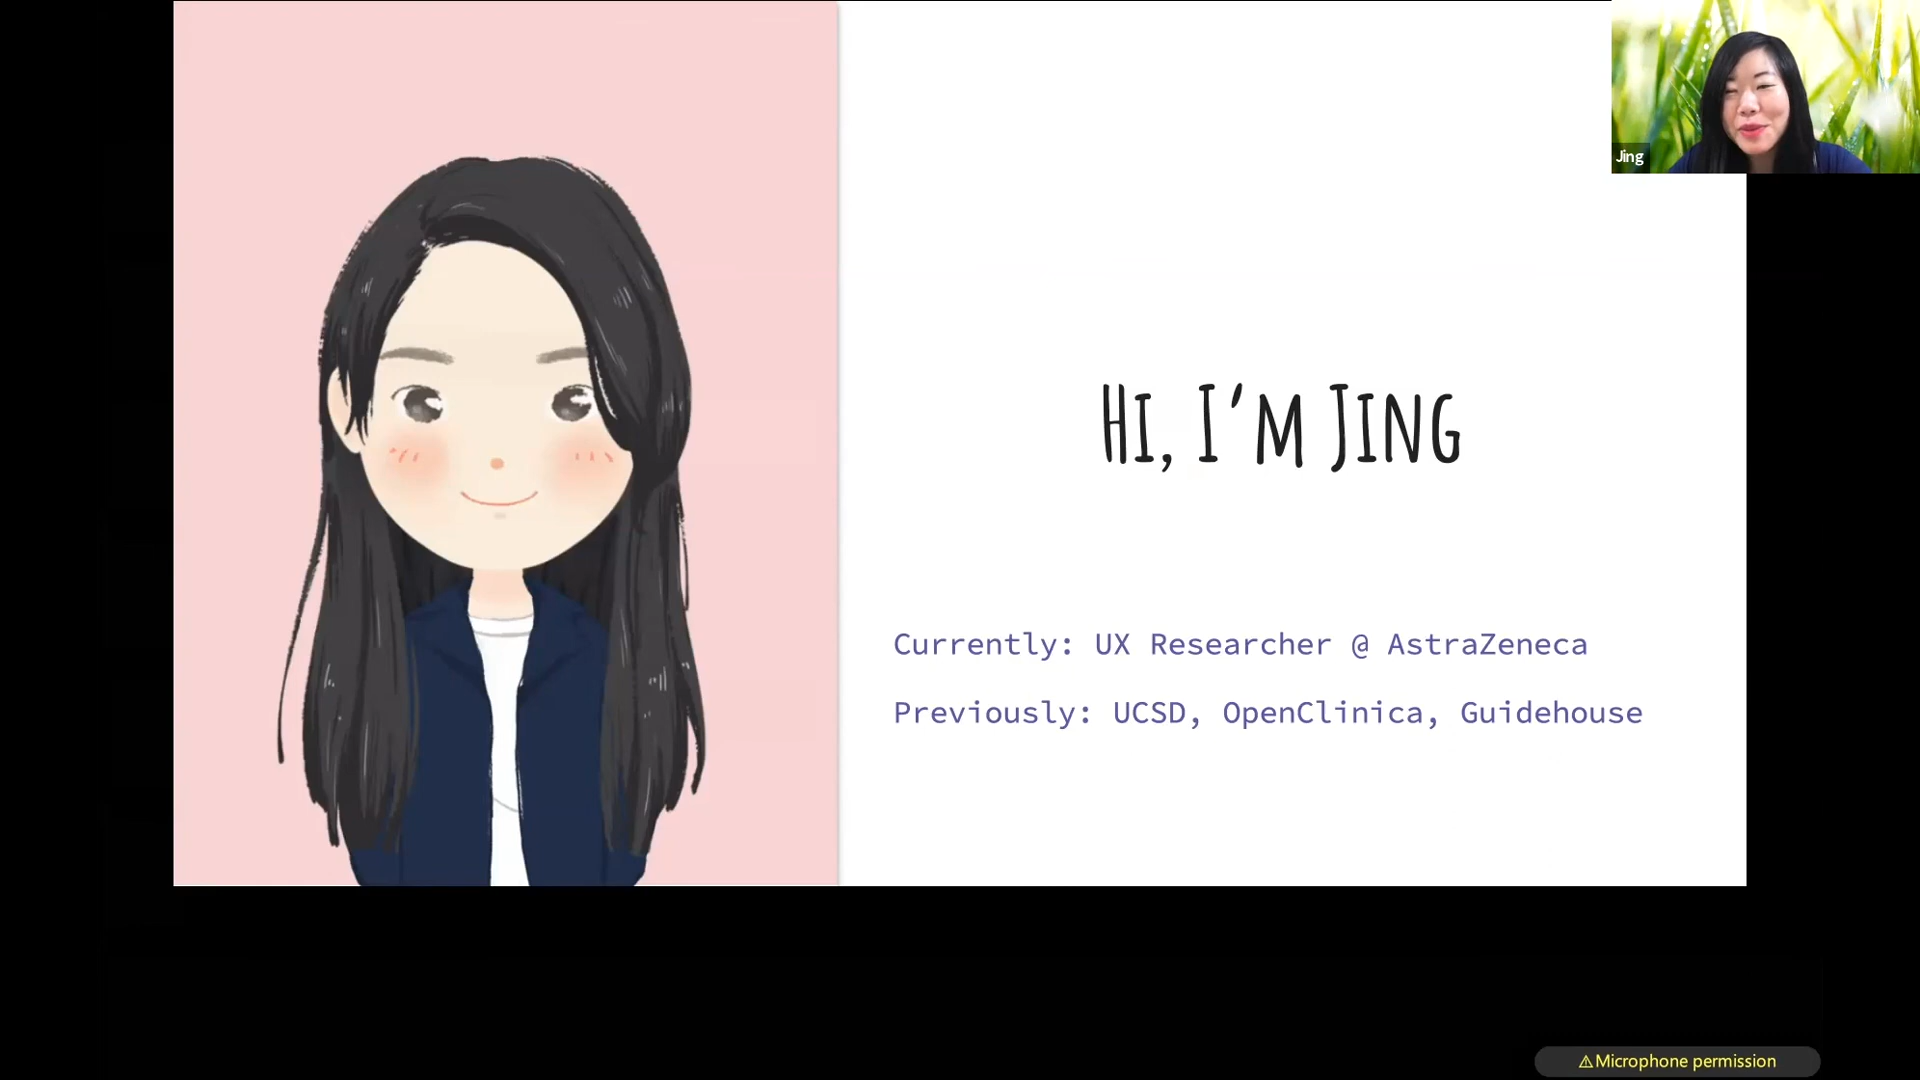 Jing
Hi, I'm Jing
Currently: UX Researcher @ AstraZeneca
Previously: UCSD, OpenClinica, Guidehouse
⚠Microphone permission